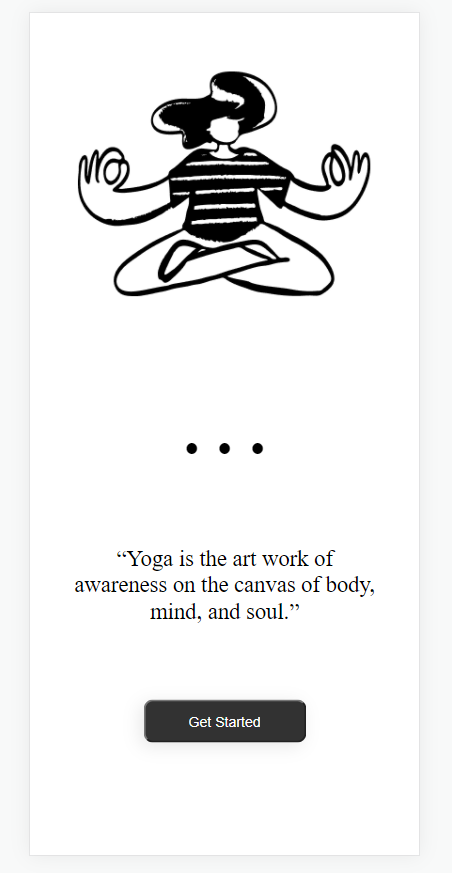 “Yoga is the art work of
awareness on the canvas of body,
mind, and soul.”
Get Started